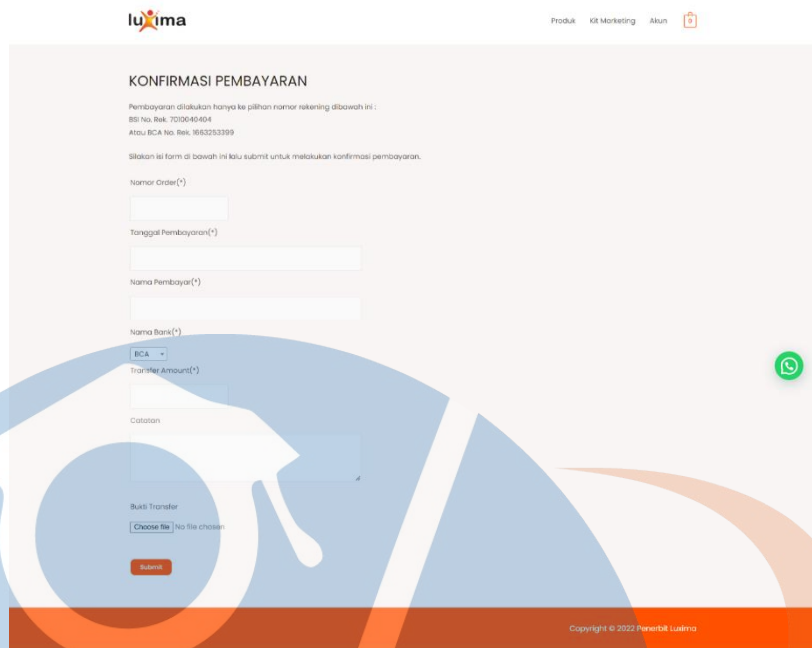 luxima
Produk Kit Marketing Akun 0
KONFIRMASI PEMBAYARAN
Pembayaran dilakukan hanya ke pilihan nomor rekening dibawah ini :
BSI No. Rek. 7010040404
Atau BCA No. Rek. 1663253399
Silakan isi form di bawah ini lalu submit untuk melakukan konfirmasi pembayaran.
Nomor Order(*)
Tanggal Pembayaran(*)
Nama Pembayar(*)
Nama Bank(*)
BCA
Transfer Amount(*)
Catatan
Bukti Transfer
Choose file No file chosen
Submit
Copyright © 2022 Penerbit Luxima